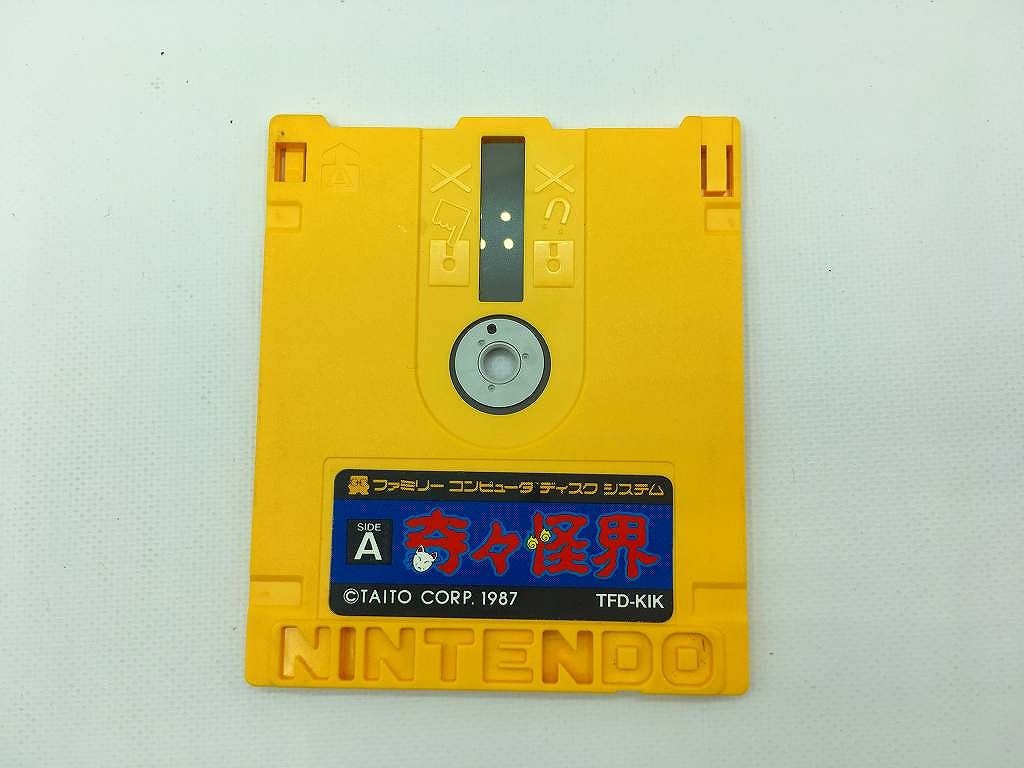 ファミリー コンピュータ ディスク システム
SIDE
A
奇々怪界
©TAITO CORP. 1987 TFD-KIK
NINTENDO